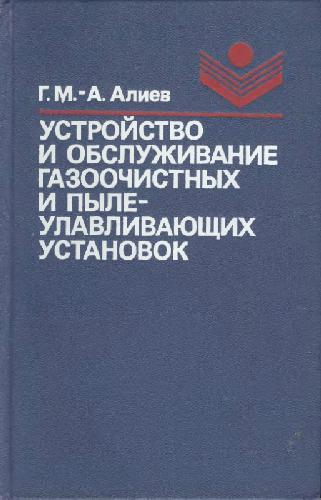 Г. М.-А. Алиев
УСТРОЙСТВО
И ОБСЛУЖИВАНИЕ
ГАЗООЧИСТНЫХ
И ПЫЛЕ-
УЛАВЛИВАЮЩИХ
УСТАНОВОК